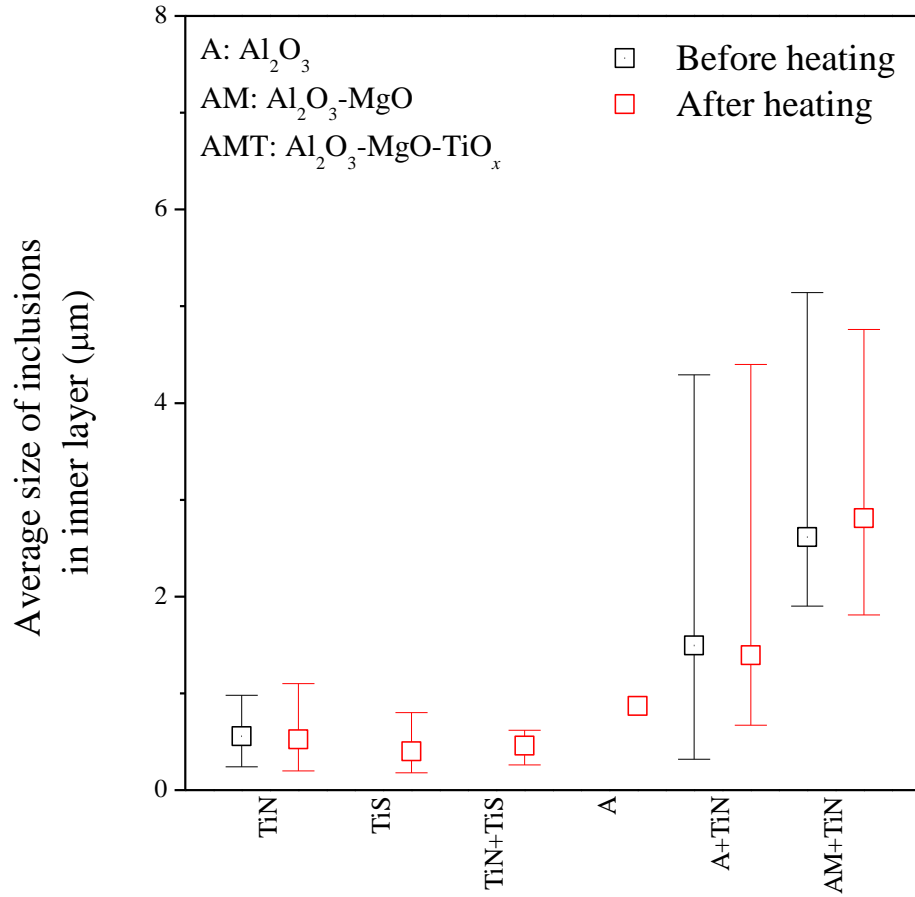 8
6
4
2
0
Average size of inclusions
in inner layer (μm)
A: Al₂O₃
AM: Al₂O₃-MgO
AMT: Al₂O₃-MgO-TiOₓ
Before heating
After heating
TiN
TiS
TiN+TiS
A
A+TiN
AM+TiN